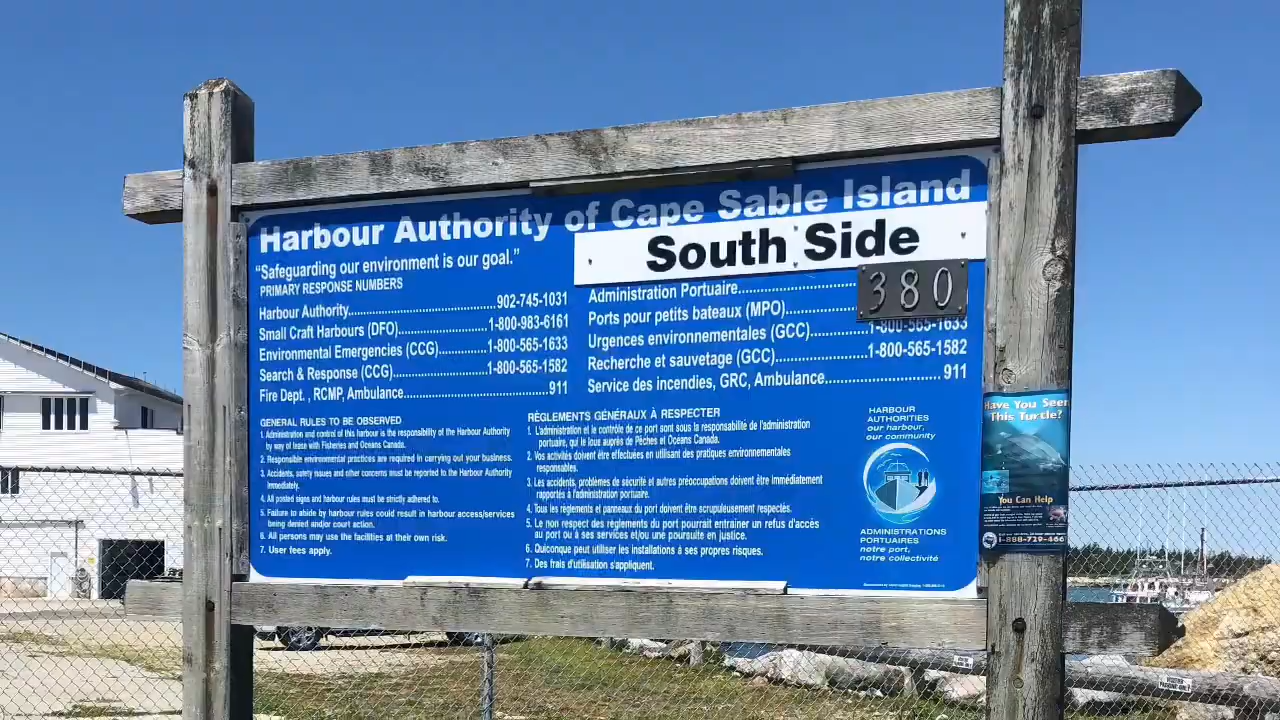 Harbour Authority of Cape Sable Island
South Side
"Safeguarding our environment is our goal."
PRIMARY RESPONSE NUMBERS
Harbour Authority..........902-745-1031
Small Craft Harbours (DFO)..........1-800-983-6161
Environmental Emergencies (CCG)..........1-800-565-1633
Search & Response (CCG)..........1-800-565-1582
Fire Dept. , RCMP, Ambulance..........911
Administration Portuaire..........
380
Ports pour petits bateaux (MPO)..........
Urgences environnementales (GCC)..........1-800-565-1633
Recherche et sauvetage (GCC)..........1-800-565-1582
Service des incendies, GRC, Ambulance..........911
GENERAL RULES TO BE OBSERVED
1. Administration and control of this harbour is the responsibility of the Harbour Authority
by way of lease with Fisheries and Oceans Canada.
2. Responsible environmental practices are required in carrying out your business.
3. Accidents, safety issues and other concerns must be reported to the Harbour Authority
immediately.
4. All posted signs and harbour rules must be strictly adhered to.
5. Failure to abide by harbour rules could result in harbour access/services
being denied and/or court action.
6. All persons may use the facilities at their own risk.
7. User fees apply.
RÈGLEMENTS GÉNÉRAUX À RESPECTER
1. L'administration et le contrôle de ce port sont sous la responsabilité de l'administration
portuaire, qui le loue auprès de Pêches et Océans Canada.
2. Vos activités doivent être effectuées en utilisant des pratiques environnementales
responsables.
3. Les accidents, problèmes de sécurité et autres préoccupations doivent être immédiatement
rapportés à l'administration portuaire.
4. Tous les règlements et panneaux du port doivent être scrupuleusement respectés.
5. Le non respect des règlements du port pourrait entraîner un refus d'accès
au port ou à ses services et/ou une poursuite en justice.
6. Quiconque peut utiliser les installations à ses propres risques.
7. Des frais d'utilisation s'appliquent.
HARBOUR
AUTHORITIES
our harbour,
our community
ADMINISTRATIONS
PORTUAIRES
notre port,
notre collectivité
Have You Seen
This Turtle?
You Can Help
1-888-729-466